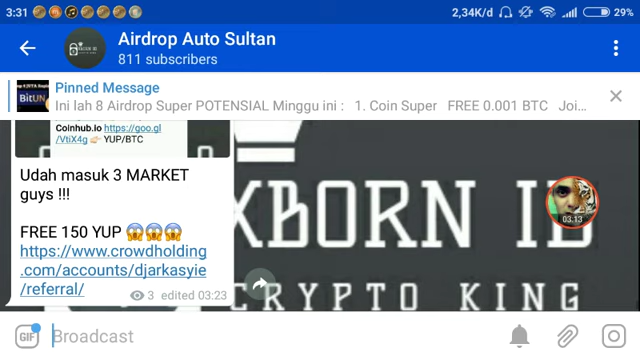 3:31
2,34K/d
29%
Airdrop Auto Sultan
811 subscribers
Pinned Message
Ini lah 8 Airdrop Super POTENSIAL Minggu ini : 1. Coin Super FREE 0.001 BTC Joi...
BitUN
Coinhub.io https://goo.gl
/VtiX4g 👉 YUP/BTC
Udah masuk 3 MARKET
guys !!!
FREE 150 YUP 😱😱😱
https://www.crowdholding
.com/accounts/djarkasyie
/referral/
3 edited 03:23
XBORN ID
CRYPTO KING
03.13
GIF
Broadcast